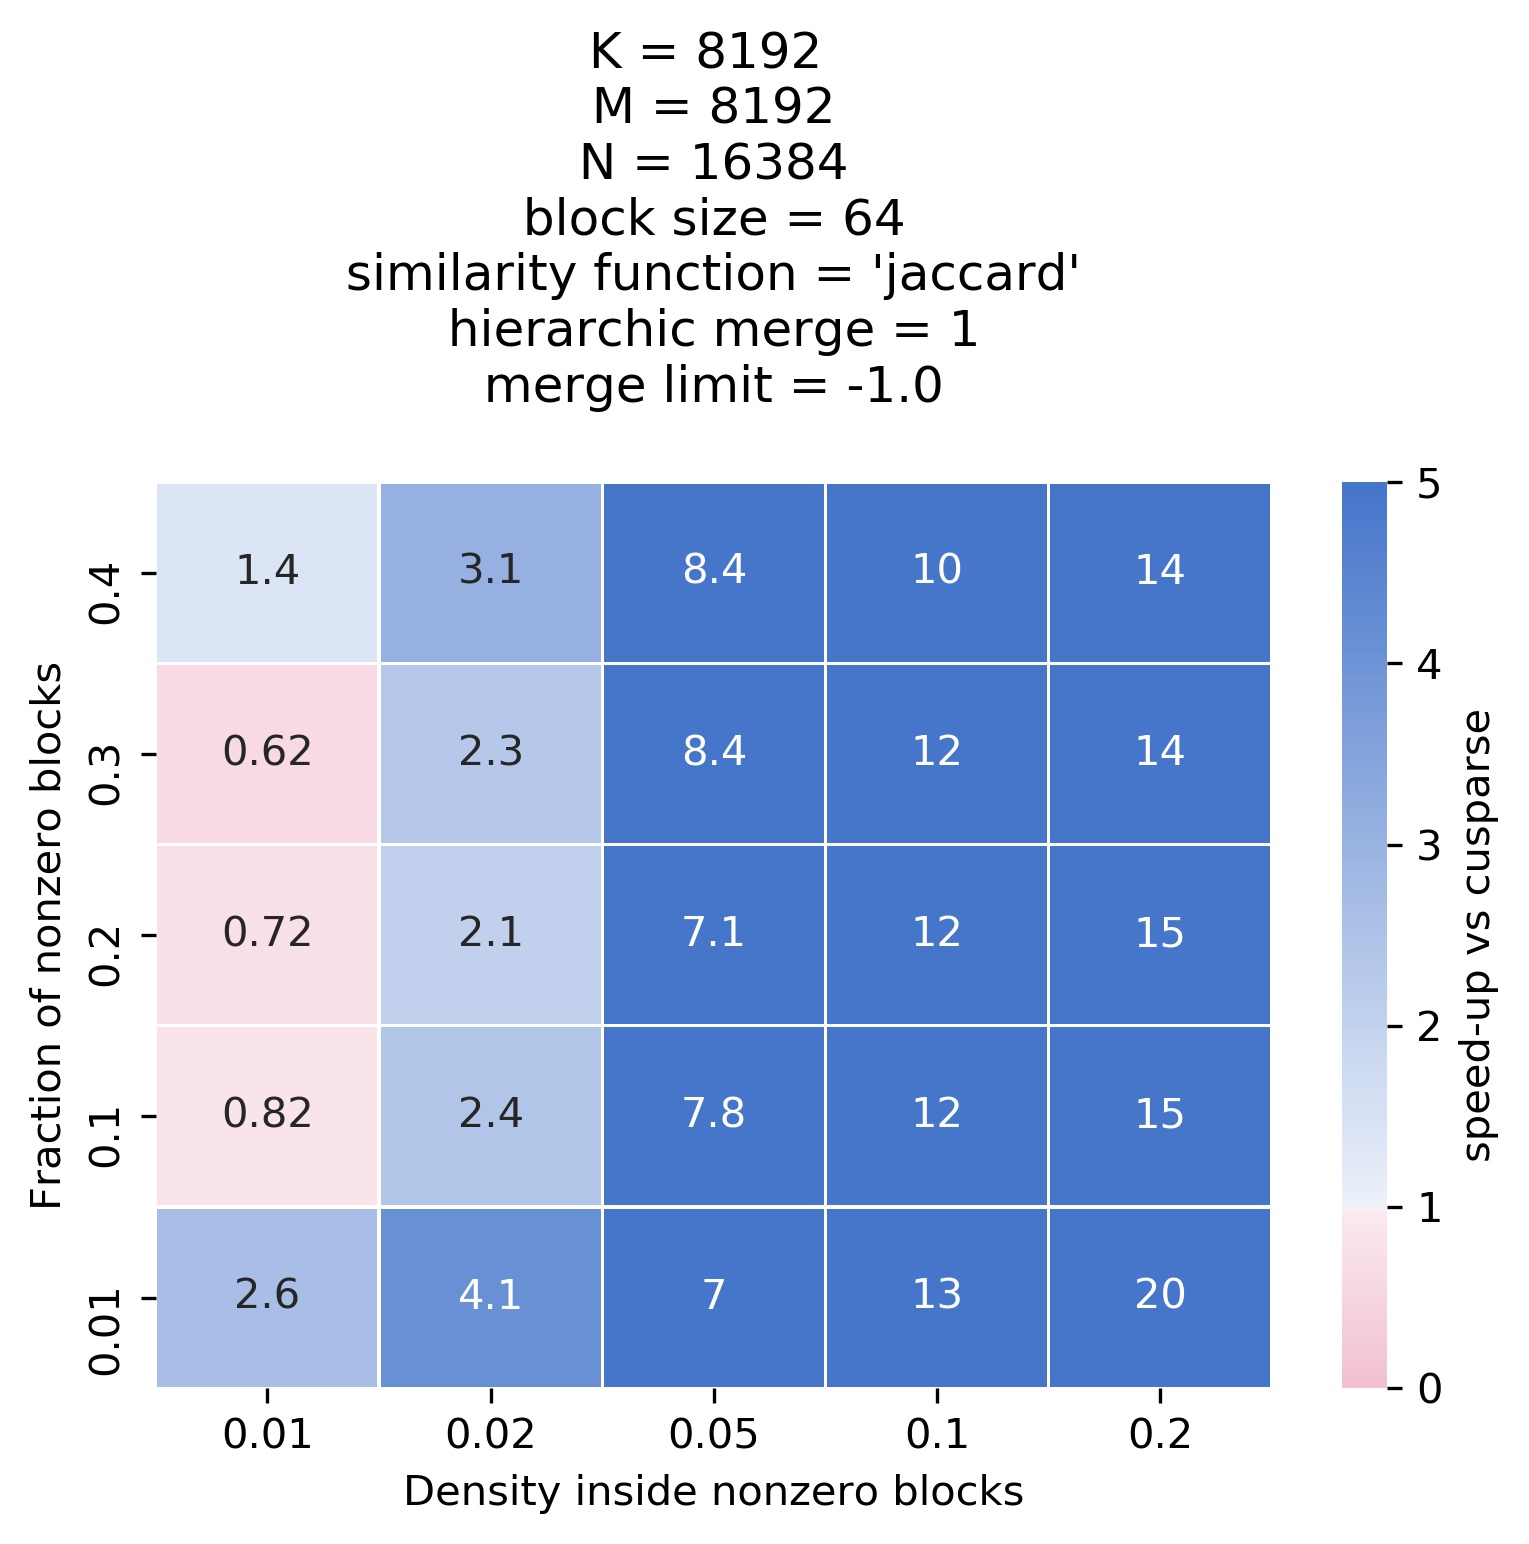 K = 8192
M = 8192
N = 16384
block size = 64
similarity function = 'jaccard'
hierarchic merge = 1
merge limit = -1.0
Fraction of nonzero blocks
0.4 1.4 3.1 8.4 10 14
0.3 0.62 2.3 8.4 12 14
0.2 0.72 2.1 7.1 12 15
0.1 0.82 2.4 7.8 12 15
0.01 2.6 4.1 7 13 20
0.01 0.02 0.05 0.1 0.2
Density inside nonzero blocks
5
4
3
2
1
0
speed-up vs cusparse